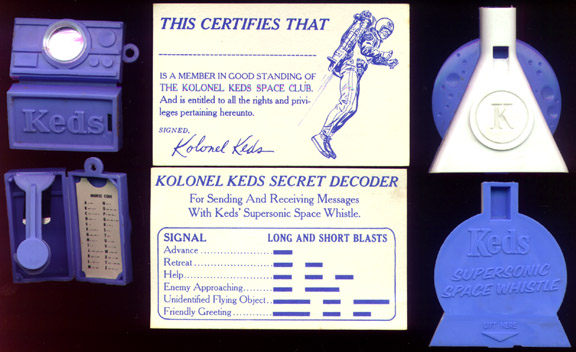 Keds
MORSE CODE
THIS CERTIFIES THAT
IS A MEMBER IN GOOD STANDING OF
THE KOLONEL KEDS SPACE CLUB.
And is entitled to all the rights and privi-
leges pertaining hereunto.
SIGNED,
Kolonel Keds
KOLONEL KEDS SECRET DECODER
For Sending And Receiving Messages
With Keds' Supersonic Space Whistle.
SIGNAL LONG AND SHORT BLASTS
Advance
Retreat
Help
Enemy Approaching
Unidentified Flying Object
Friendly Greeting
K
Keds
SUPERSONIC
SPACE WHISTLE
LIFT HERE